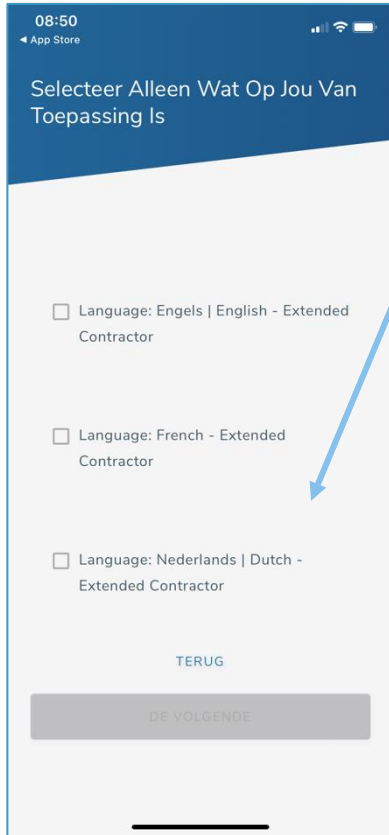 08:50
◀ App Store
Selecteer Alleen Wat Op Jou Van
Toepassing Is
Language: Engels | English - Extended
Contractor
Language: French - Extended
Contractor
Language: Nederlands | Dutch -
Extended Contractor
TERUG
DE VOLGENDE